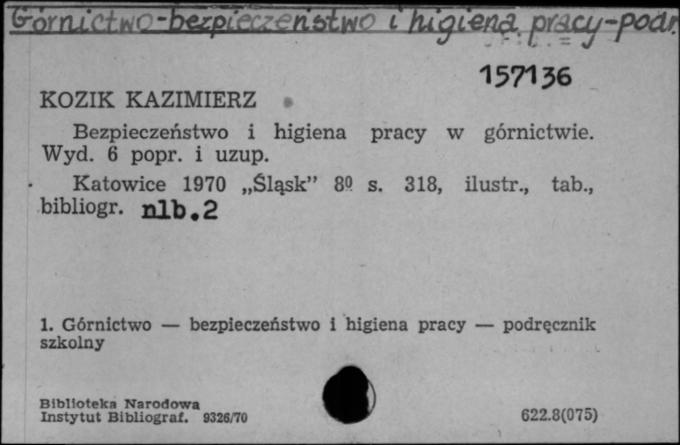 Górnictwo-bezpieczeństwo i higiena pracy-podr.
157136
KOZIK KAZIMIERZ
Bezpieczeństwo i higiena pracy w górnictwie.
Wyd. 6 popr. i uzup.
Katowice 1970 „Śląsk” 8º s. 318, ilustr., tab.,
bibliogr. nlb.2
1. Górnictwo — bezpieczeństwo i higiena pracy — podręcznik
szkolny
Biblioteka Narodowa
Instytut Bibliograf. 9326/70
622.8(075)